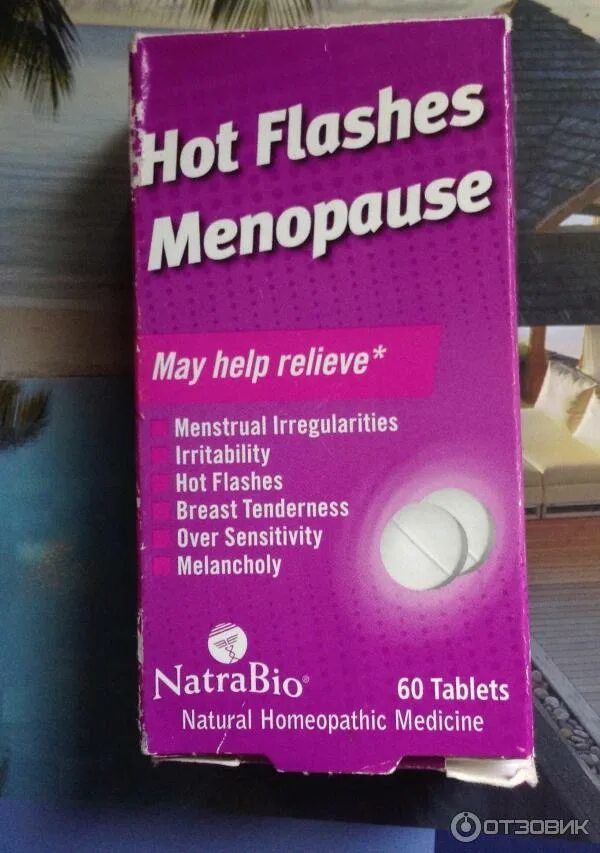 Hot Flashes
Menopause
May help relieve*
Menstrual Irregularities
Irritability
Hot Flashes
Breast Tenderness
Over Sensitivity
Melancholy
NatraBio®
60 Tablets
Natural Homeopathic Medicine
ОТЗОВИК